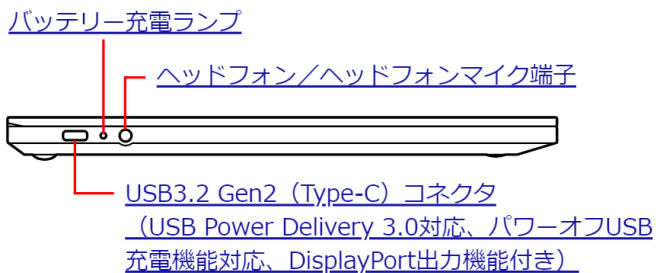 バッテリー充電ランプ
ヘッドフォン／ヘッドフォンマイク端子
USB3.2 Gen2（Type-C）コネクタ
（USB Power Delivery 3.0対応、パワーオフUSB
充電機能対応、DisplayPort出力機能付き）